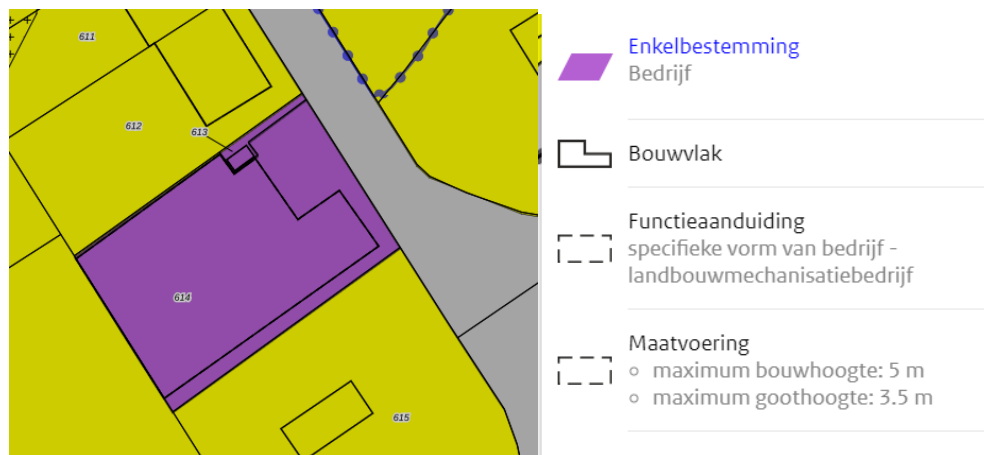 611
612
613
614
615
Enkelbestemming
Bedrijf
Bouwvlak
Functieaanduiding
specifieke vorm van bedrijf -
landbouwmechanisatiebedrijf
Maatvoering
maximum bouwhoogte: 5 m
maximum goothoogte: 3.5 m